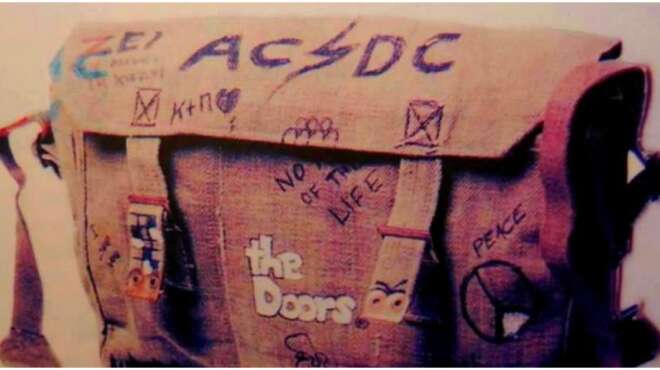 AC⚡DC
K+Π
NO
OF THE
LIFE
the
Doors
PEACE